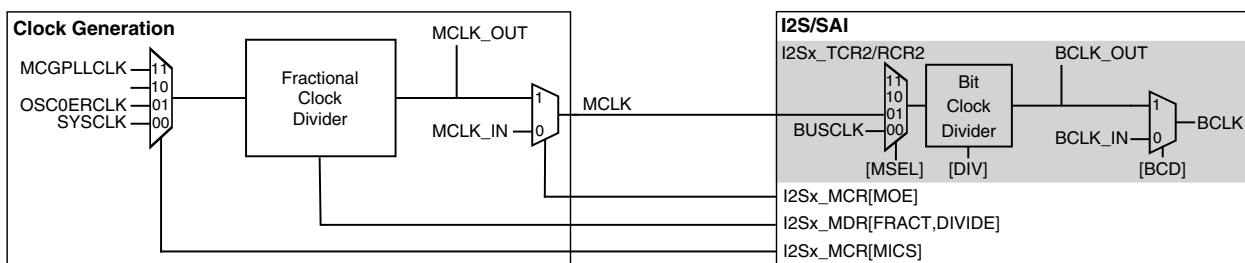 Clock Generation
MCGPLLCLK
11
10
OSC0ERCLK
01
SYSCLK
00
Fractional
Clock
Divider
MCLK_OUT
1
MCLK_IN
0
MCLK
I2S/SAI
I2Sx_TCR2/RCR2
11
10
01
BUSCLK
00
[MSEL]
Bit
Clock
Divider
[DIV]
BCLK_OUT
1
BCLK_IN
0
BCLK
[BCD]
I2Sx_MCR[MOE]
I2Sx_MDR[FRACT,DIVIDE]
I2Sx_MCR[MICS]